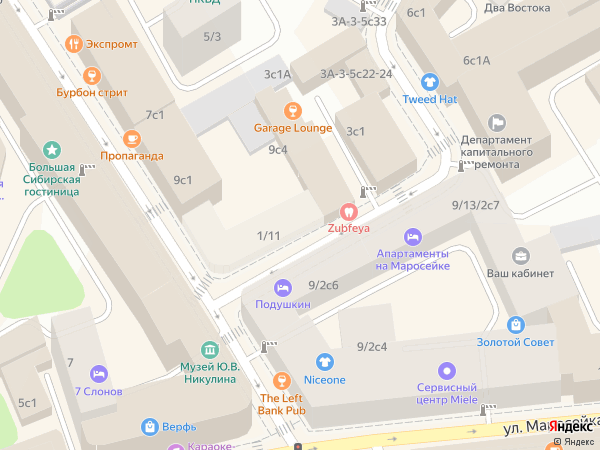 НКВД
5/3
Экспромт
Бурбон стрит
7с1
Пропаганда
9с1
Большая
Сибирская
гостиница
3А-3-5с33
6с1
Два Востока
3с1А
3А-3-5с22-24
6с1А
Tweed Hat
Garage Lounge
9с4
3с1
Департамент
капитального
ремонта
Zubfeya
9/13/2с7
1/11
Апартаменты
на Маросейке
Ваш кабинет
9/2с6
Подушкин
Золотой Совет
9/2с4
Музей Ю.В.
Никулина
7
7 Слонов
5с1
Niceone
The Left
Bank Pub
Сервисный
центр Miele
Верфь
Караоке-
ул. Ма
Яндекс
© Яндекс